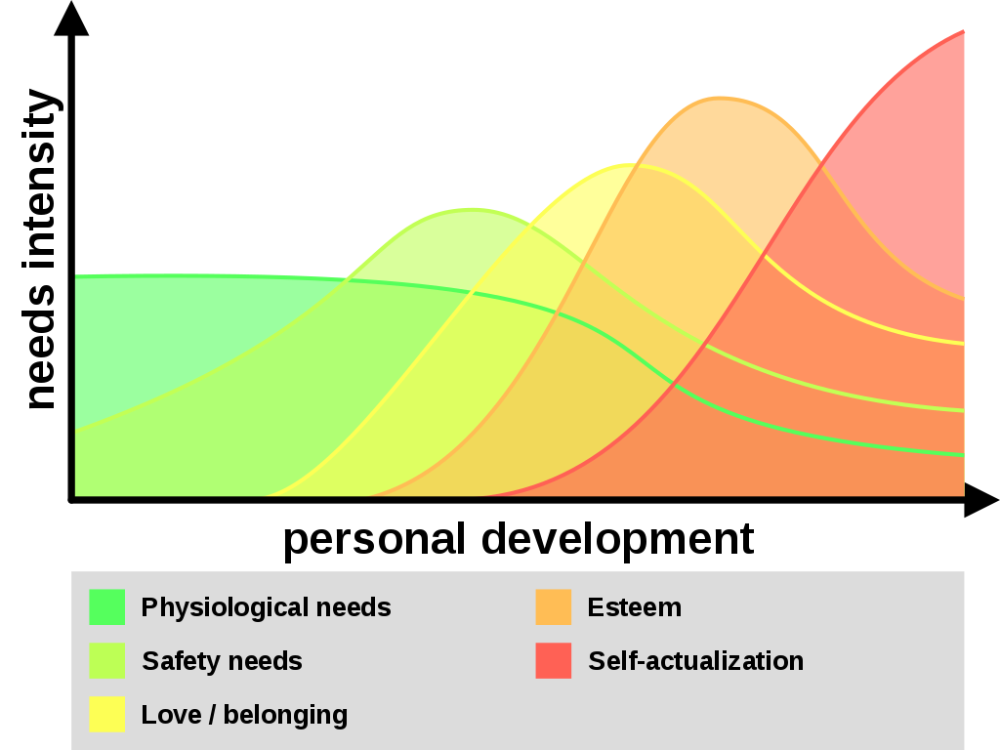 needs intensity
personal development
Physiological needs
Safety needs
Love / belonging
Esteem
Self-actualization